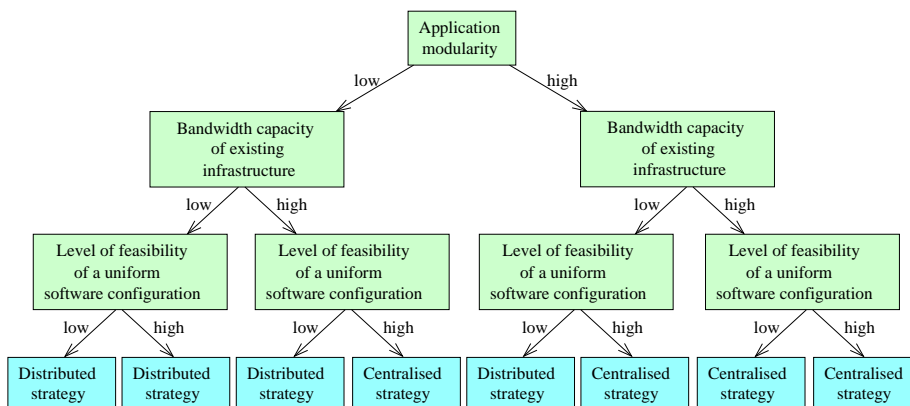 Application
modularity
low
high
Bandwidth capacity
of existing
infrastructure
Bandwidth capacity
of existing
infrastructure
low
high
low
high
Level of feasibility
of a uniform
software configuration
Level of feasibility
of a uniform
software configuration
Level of feasibility
of a uniform
software configuration
Level of feasibility
of a uniform
software configuration
low
high
low
high
low
high
low
high
Distributed
strategy
Distributed
strategy
Distributed
strategy
Centralised
strategy
Distributed
strategy
Centralised
strategy
Centralised
strategy
Centralised
strategy